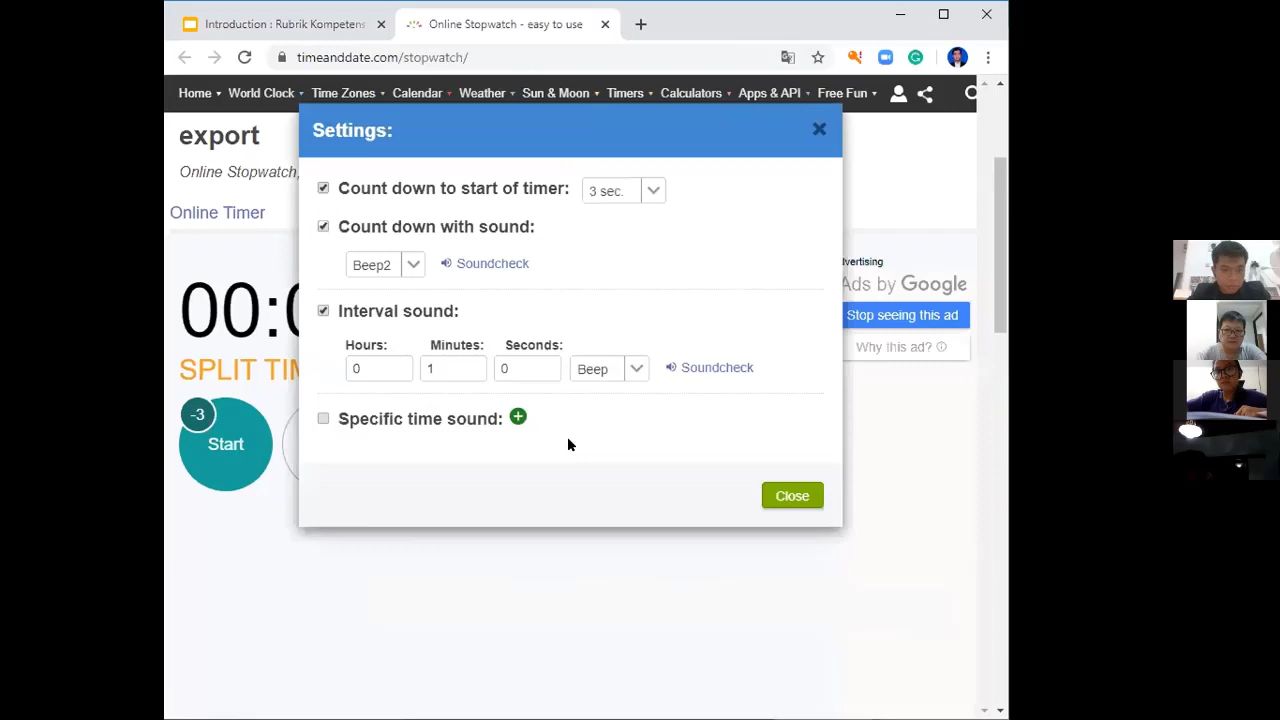 Introduction : Rubrik Kompetens
Online Stopwatch - easy to use
timeanddate.com/stopwatch/
Home World Clock Time Zones Calendar Weather Sun & Moon Timers Calculators Apps & API Free Fun
export
Online Stopwatch,
Online Timer
00:0
SPLIT TIM
-3
Start
Settings:
Count down to start of timer: 3 sec.
Count down with sound:
Beep2 Soundcheck
Interval sound:
Hours: Minutes: Seconds:
0 1 0 Beep Soundcheck
Specific time sound:
Close
dvertising
Ads by Google
Stop seeing this ad
Why this ad?